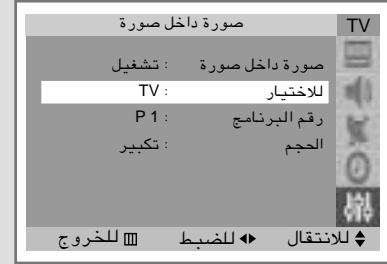 TV صورة داخل صورة
صورة داخل صورة : تشغيل
للاختيار : TV
رقم البرنامج : P 1
الحجم : تكبير
للانتقال للضبط للخروج